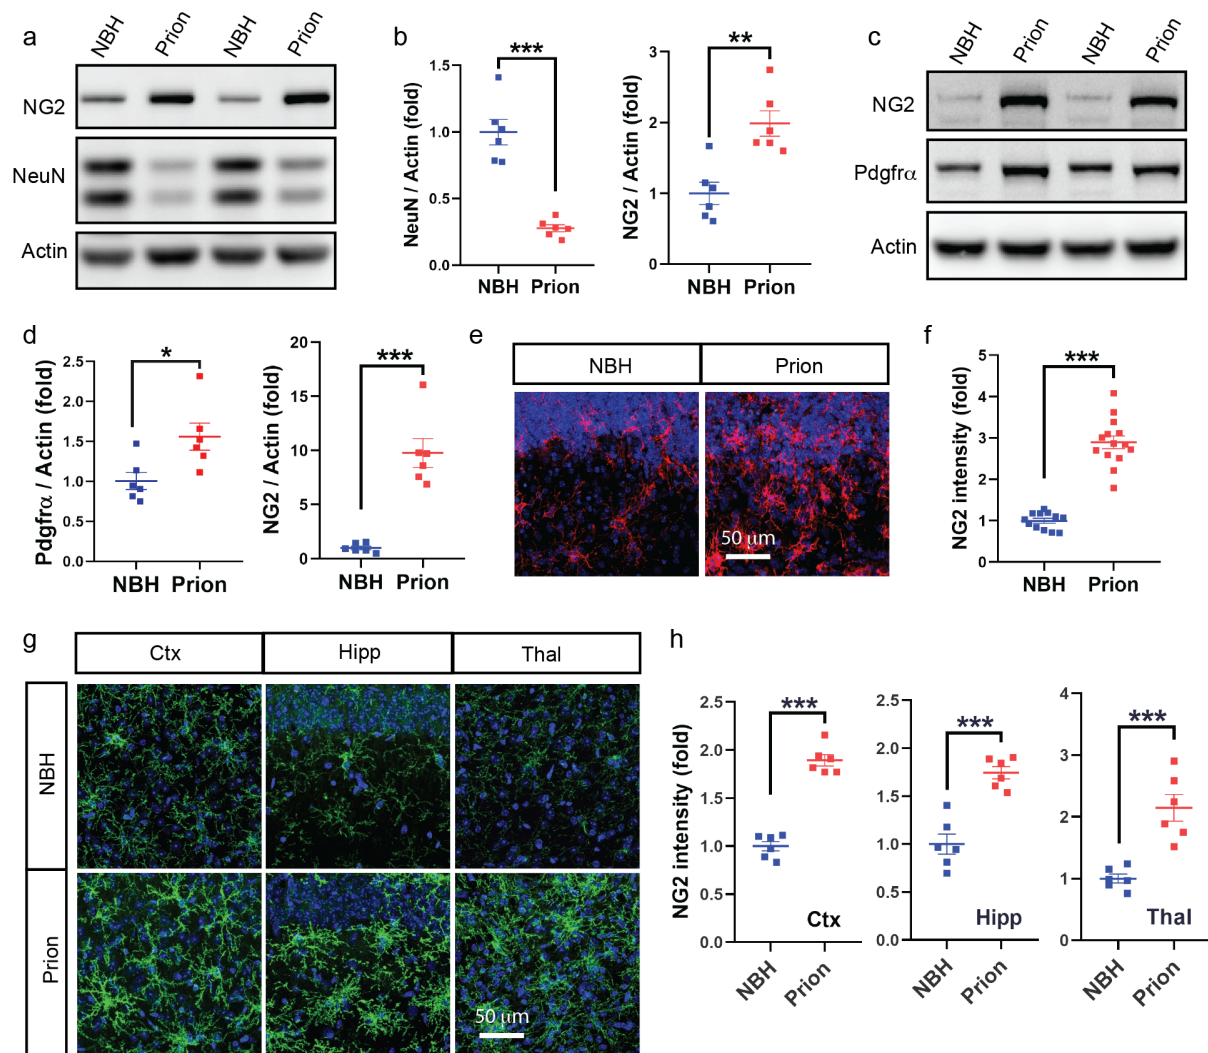 a
NBH Prion NBH Prion
NG2
NeuN
Actin
b
***
1.5
1.0
0.5
0.0
NeuN / Actin (fold)
NBH Prion
**
3
2
1
0
NG2 / Actin (fold)
NBH Prion
c
NBH Prion NBH Prion
NG2
Pdgfrα
Actin
d
*
2.5
2.0
1.5
1.0
0.5
0.0
Pdgfrα / Actin (fold)
NBH Prion
***
20
15
10
5
0
NG2 / Actin (fold)
NBH Prion
e
NBH Prion
50 μm
f
***
5
4
3
2
1
0
NG2 intensity (fold)
NBH Prion
g
Ctx Hipp Thal
NBH
Prion
50 μm
h
***
2.5
2.0
1.5
1.0
0.5
0.0
NG2 intensity (fold)
Ctx
NBH Prion
***
2.5
2.0
1.5
1.0
0.5
0.0
Hipp
NBH Prion
***
4
3
2
1
0
Thal
NBH Prion